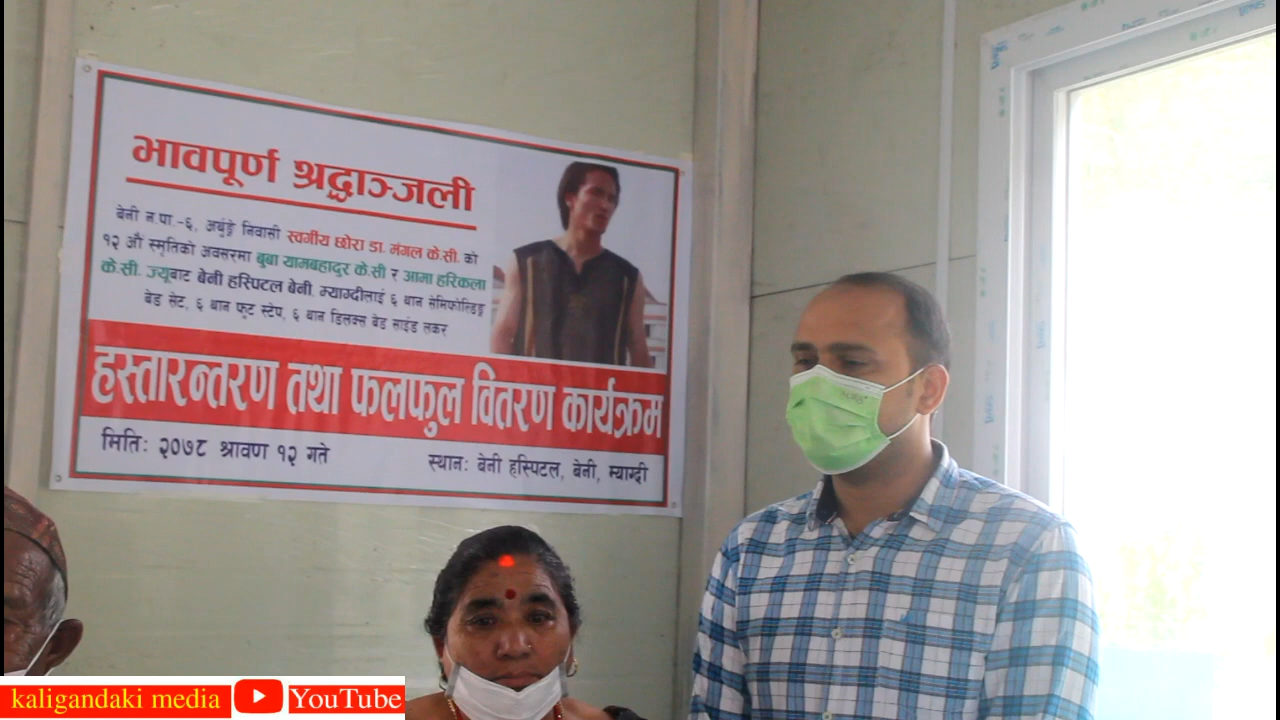 भावपूर्ण श्रद्धाञ्जली
बेनी न.पा.-६, अर्थुङ्गे निवासी स्वर्गीय छोरा डा. मंगल के.सी. को
१२ औं स्मृतिको अवसरमा बुबा यामबहादुर के.सी र आमा हरिकला
के.सी. ज्यूबाट बेनी हस्पिटल बेनी, म्याग्दीलाई ६ थान सेमिफोल्डिङ्ग
बेड सेट, ६ थान फुट स्टेप, ६ थान डिलक्स बेड साईड लकर
हस्तारन्तरण तथा फलफुल वितरण कार्यक्रम
मितिः २०७८ श्रावण १२ गते
स्थानः बेनी हस्पिटल, बेनी, म्याग्दी
kaligandaki media YouTube